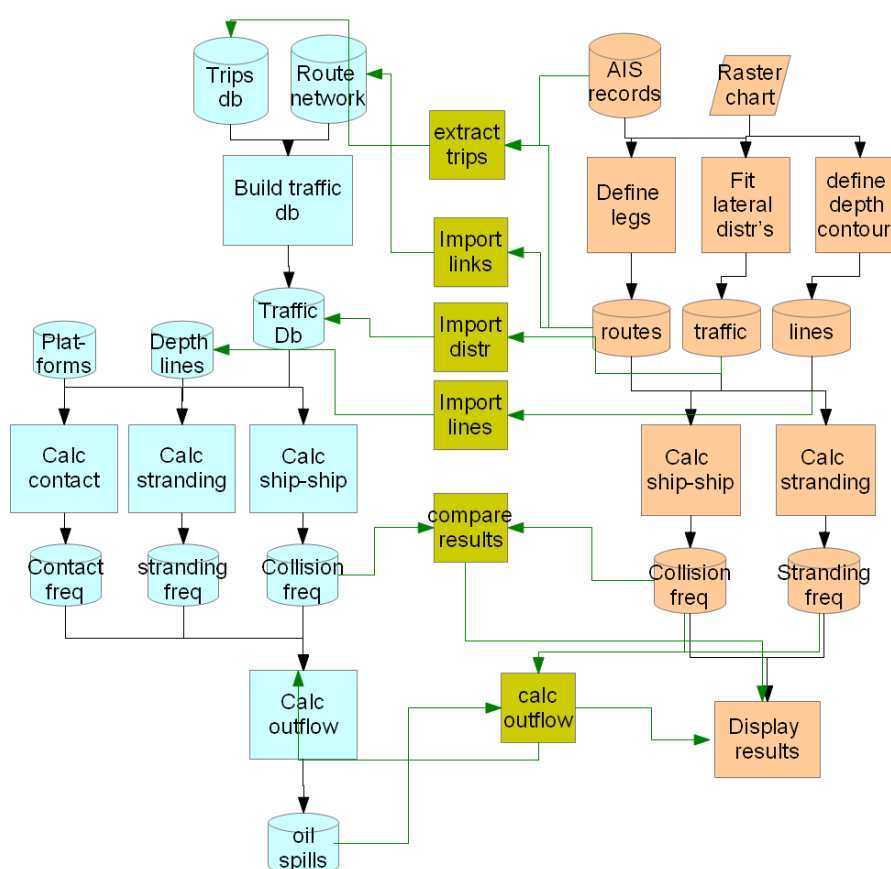 Trips
db
Route
network
AIS
records
Raster
chart
extract
trips
Build traffic
db
Define
legs
Fit
lateral
distr's
define
depth
contour
Import
links
Traffic
Db
Plat-
forms
Depth
lines
Import
distr
routes
traffic
lines
Import
lines
Calc
contact
Calc
stranding
Calc
ship-ship
Calc
ship-ship
Calc
stranding
compare
results
Contact
freq
stranding
freq
Collision
freq
Collision
freq
Stranding
freq
Calc
outflow
calc
outflow
Display
results
oil
spills